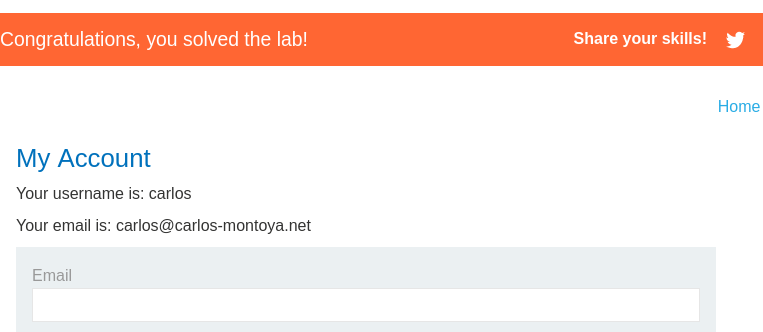 Congratulations, you solved the lab!
Share your skills!
Home
My Account
Your username is: carlos
Your email is: carlos@carlos-montoya.net
Email